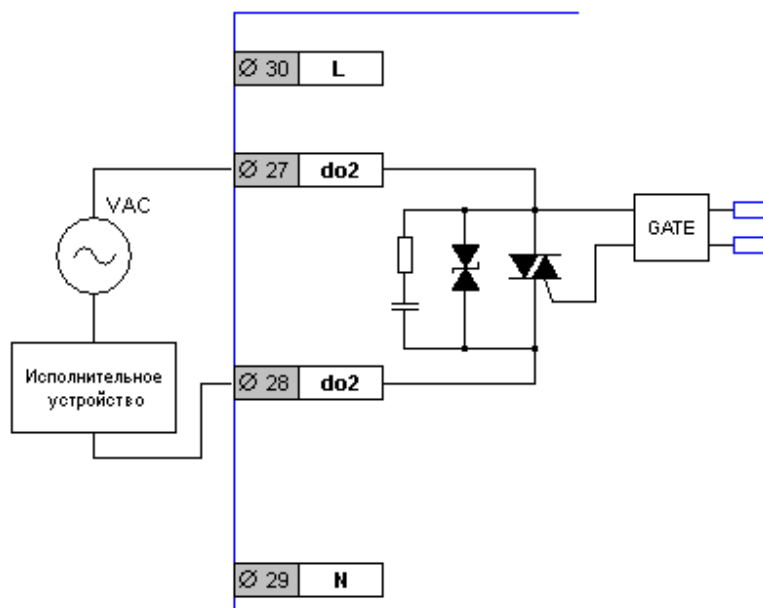 Ø 30 L
Ø 27 do2
VAC
GATE
Исполнительное
устройство
Ø 28 do2
Ø 29 N